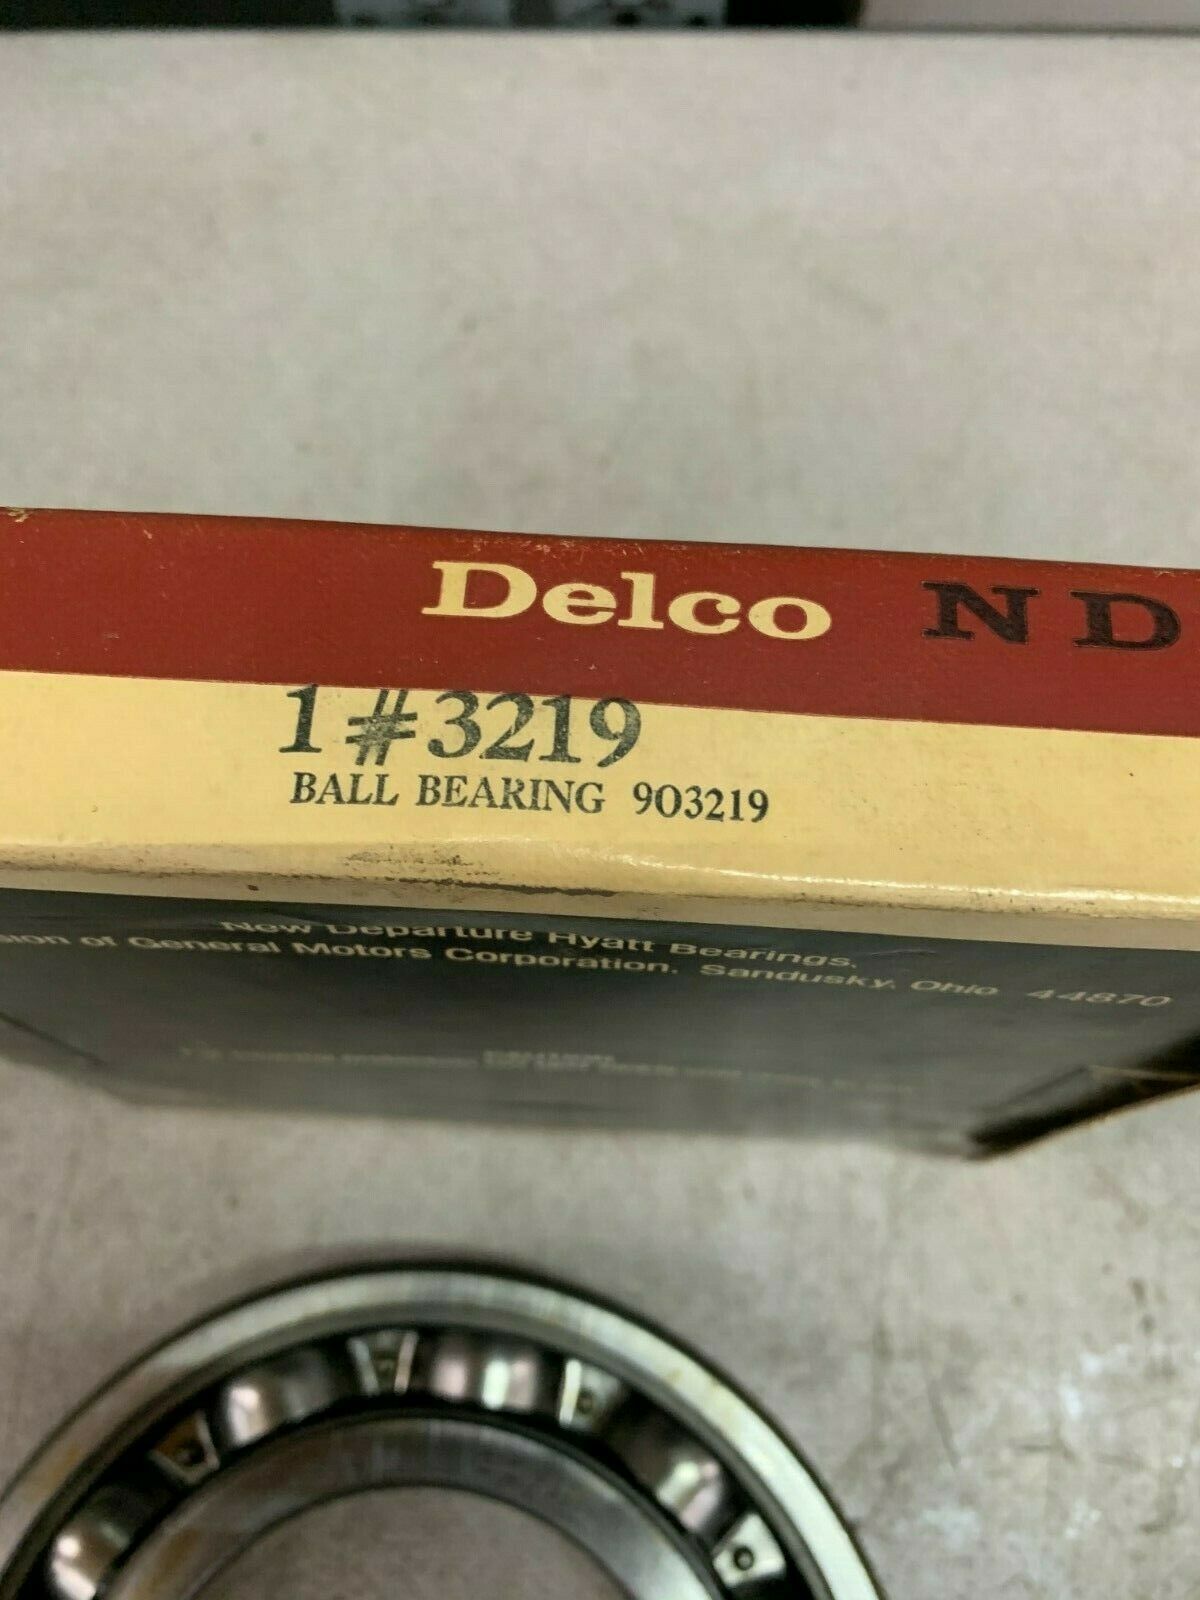 Delco ND
1 #3219
BALL BEARING 903219
New Departure Hyatt Bearings,
sion of General Motors Corporation, Sandusky, Ohio 44870